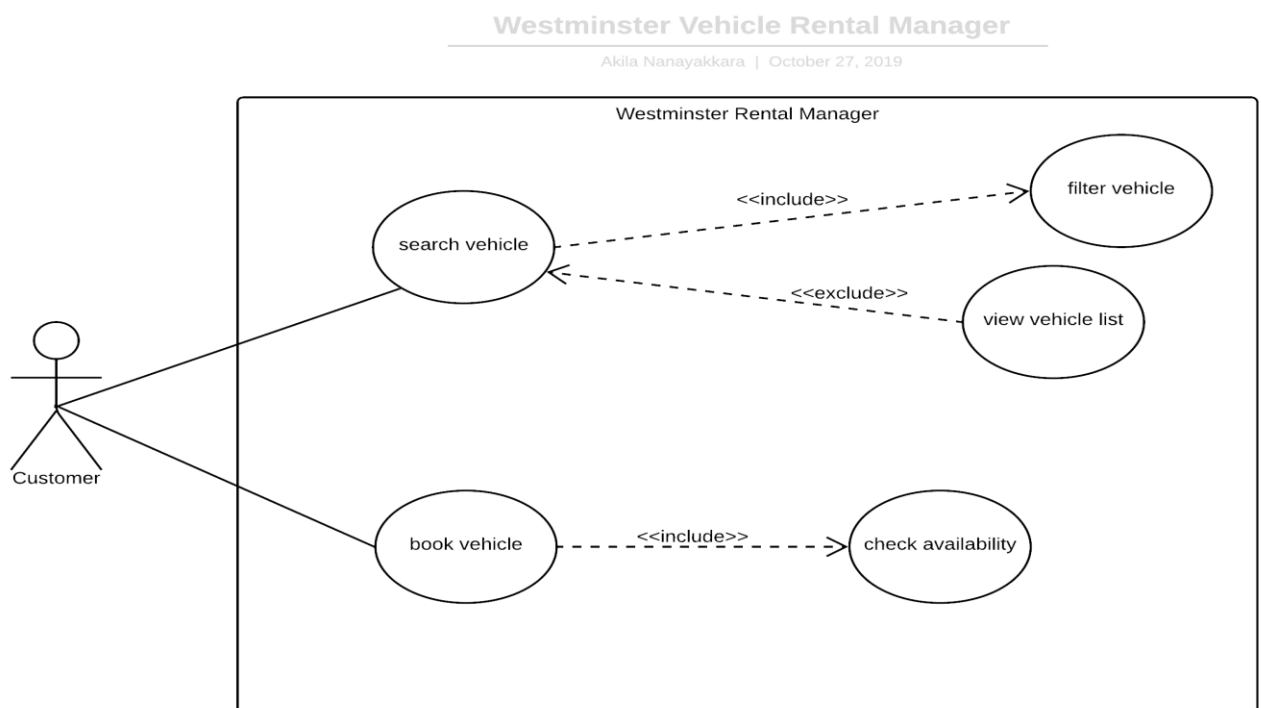 Westminster Vehicle Rental Manager
Akila Nanayakkara | October 27, 2019
Westminster Rental Manager
filter vehicle
<<include>>
search vehicle
<<exclude>>
view vehicle list
Customer
book vehicle
<<include>>
check availability